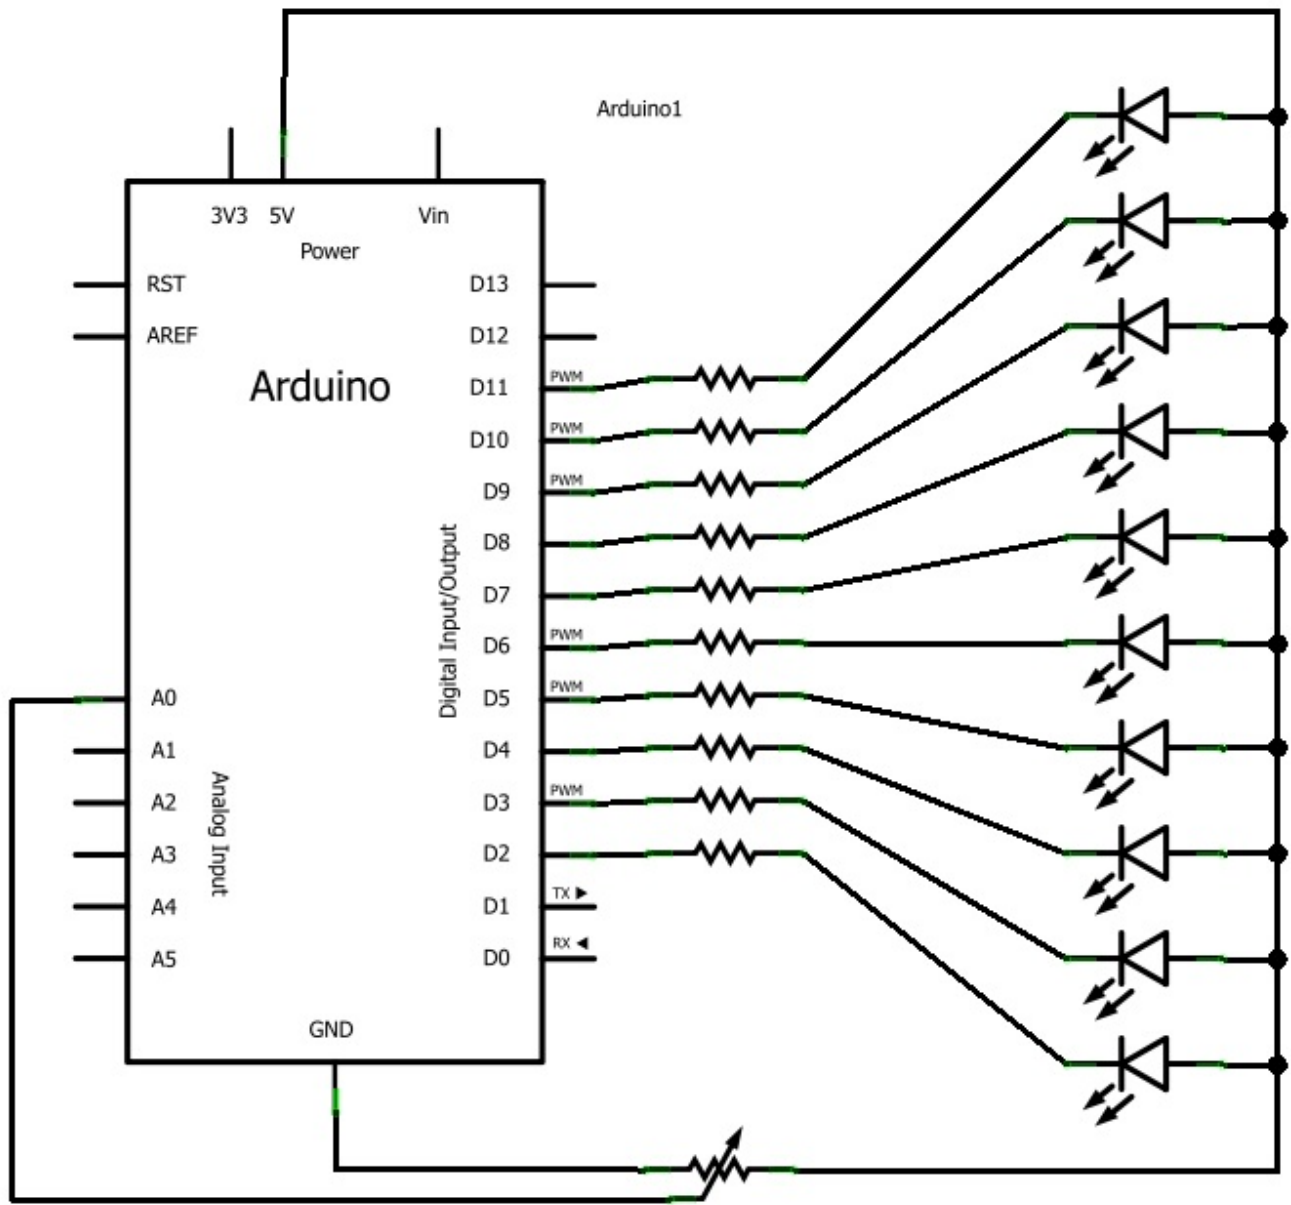 Arduino1
3V3 5V Vin
Power
RST D13
AREF D12
Arduino
D11 PWM
D10 PWM
D9 PWM
D8
D7
Digital Input/Output
D6 PWM
A0 D5 PWM
A1 D4
A2 D3 PWM
Analog Input
A3 D2
A4 D1 TX ►
A5 D0 RX ◄
GND